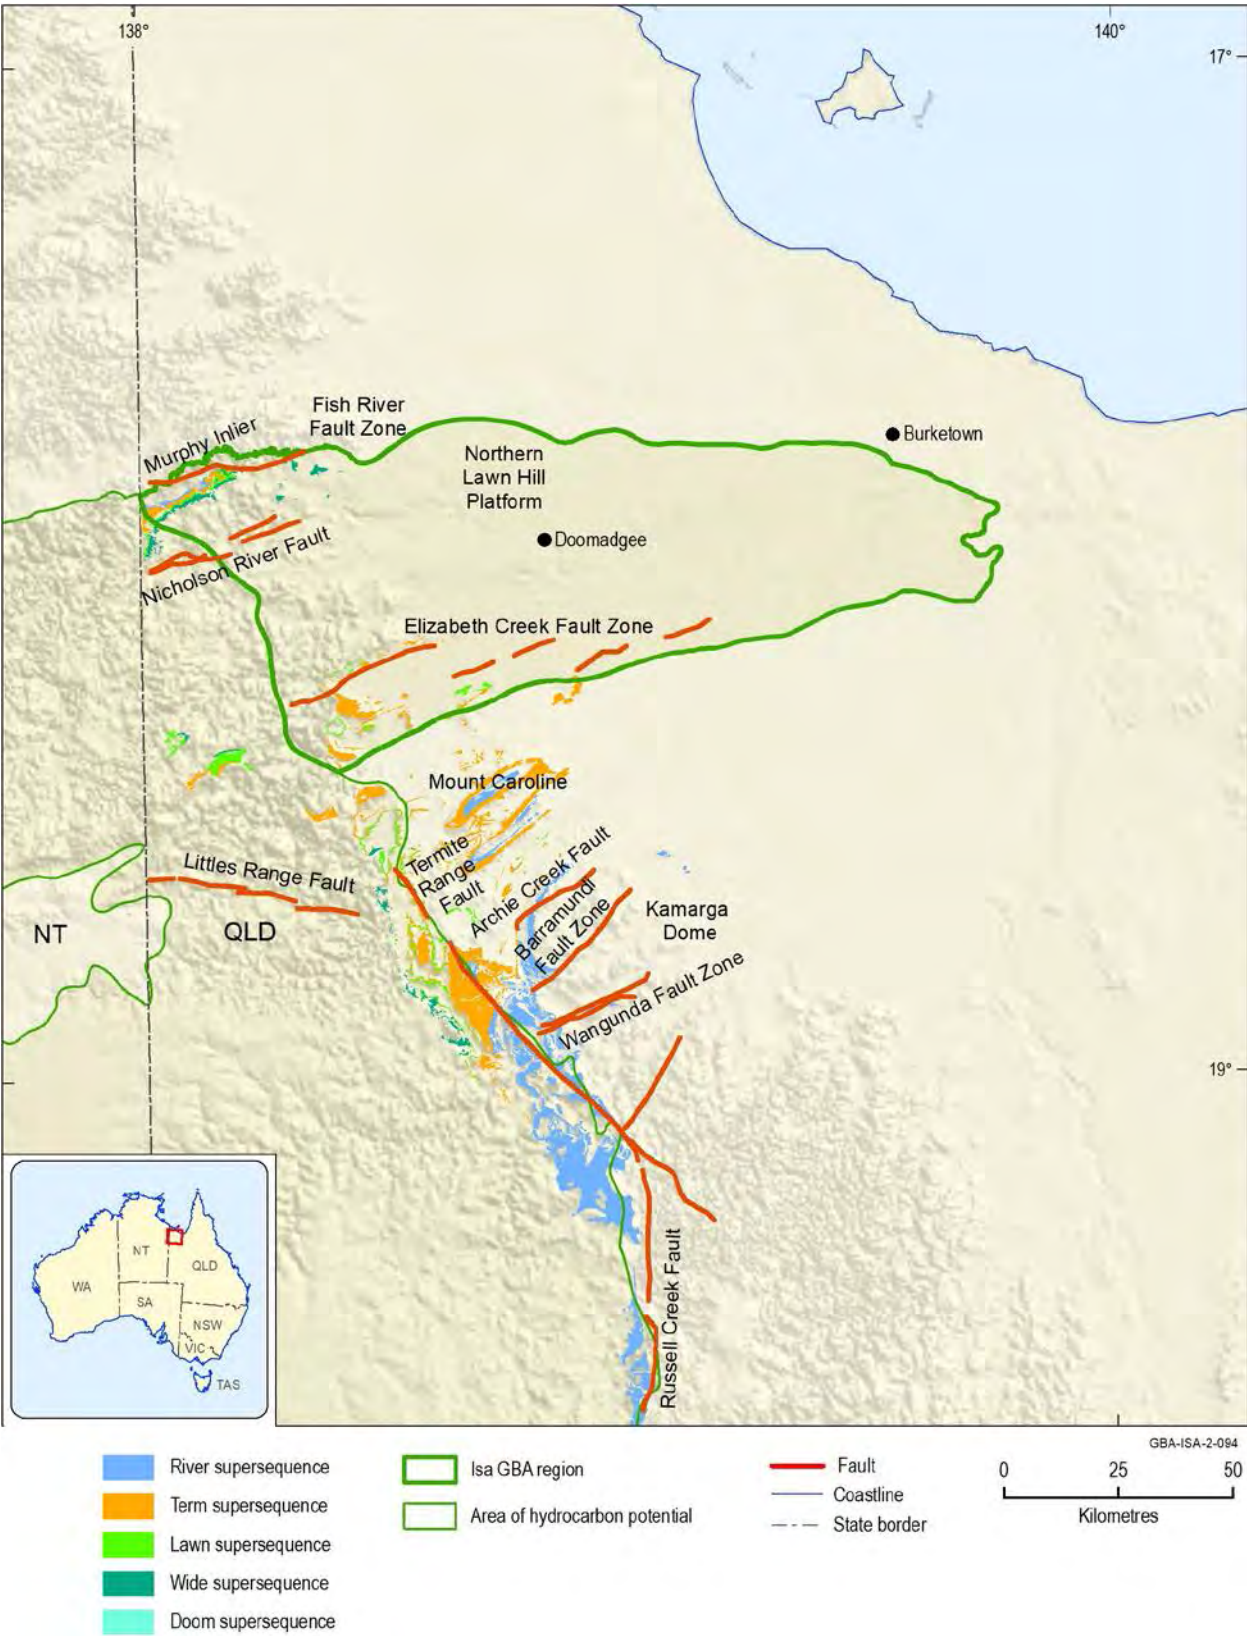 138°
140°
17°
Fish River
Fault Zone
Murphy Inlier
Burketown
Northern
Lawn Hill
Platform
Doomadgee
Nicholson River Fault
Elizabeth Creek Fault Zone
Mount Caroline
Termite
Range
Fault
Archie Creek Fault
Littles Range Fault
Barramundi
Fault Zone
Kamarga
Dome
NT
QLD
Wangunda Fault Zone
19°
Russell Creek Fault
WA
NT
QLD
SA
NSW
VIC
TAS
GBA-ISA-2-094
River supersequence
Term supersequence
Lawn supersequence
Wide supersequence
Doom supersequence
Isa GBA region
Area of hydrocarbon potential
Fault
Coastline
State border
0 25 50
Kilometres